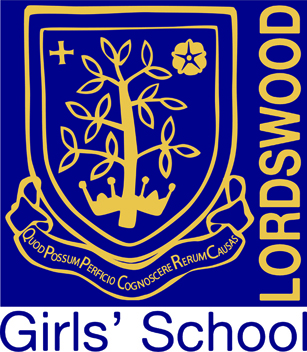 LORDSWOOD
QUOD POSSUM PERFICIO COGNOSCERE RERUM CAUSAS
Girls' School